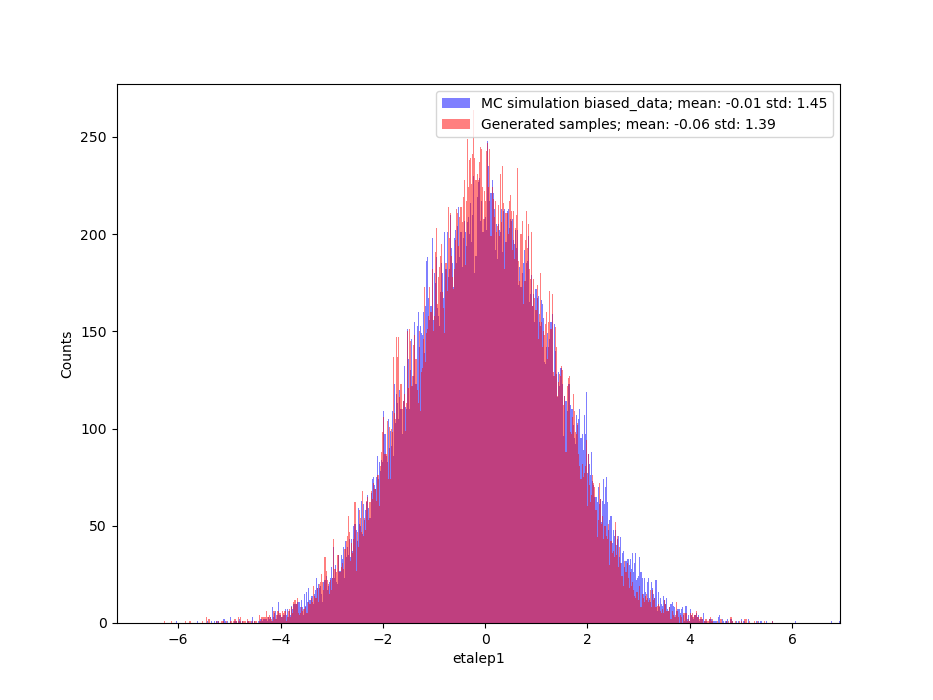 MC simulation biased_data; mean: -0.01 std: 1.45
Generated samples; mean: -0.06 std: 1.39
250
200
150
100
50
0
Counts
−6 −4 −2 0 2 4 6
etalep1